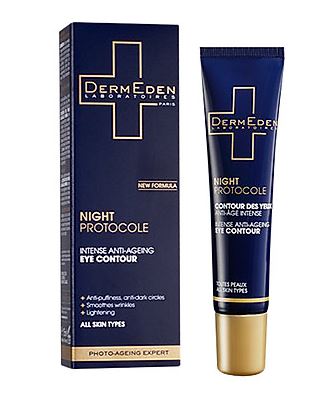 DERMEDEN
LABORATOIRES
PARIS
NEW FORMULA
NIGHT
PROTOCOLE
INTENSE ANTI-AGEING
EYE CONTOUR
+ Anti-puffiness, anti-dark circles
+ Smoothes wrinkles
+ Lightening
ALL SKIN TYPES
PHOTO-AGEING EXPERT
DERMEDEN
LABORATOIRES
NIGHT
PROTOCOLE
CONTOUR DES YEUX
ANTI-ÂGE INTENSE
INTENSE ANTI-AGEING
EYE CONTOUR
TOUTES PEAUX
ALL SKIN TYPES